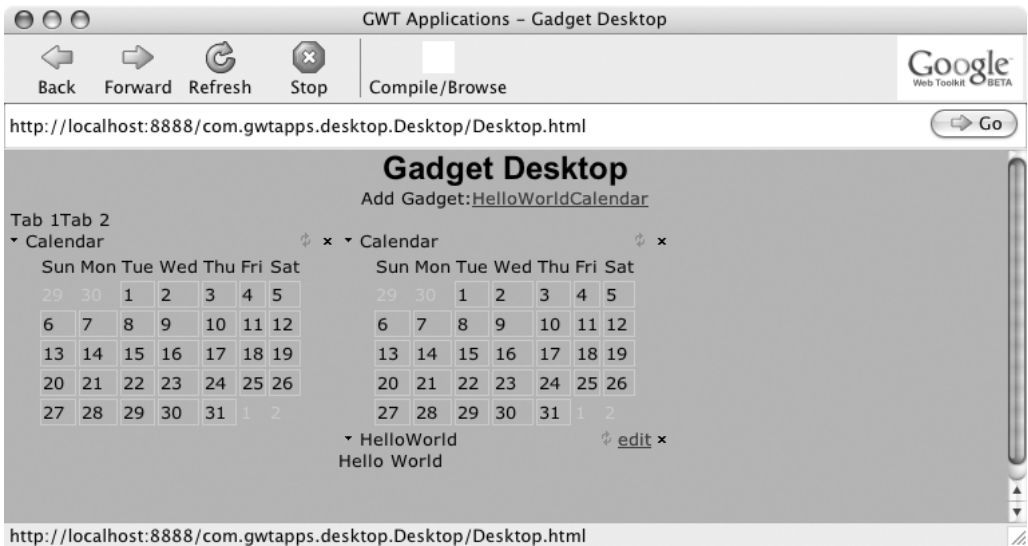 GWT Applications – Gadget Desktop
Back Forward Refresh Stop Compile/Browse
Google
Web Toolkit BETA
http://localhost:8888/com.gwtapps.desktop.Desktop/Desktop.html Go
Gadget Desktop
Add Gadget:HelloWorldCalendar
Tab 1Tab 2
Calendar
Sun Mon Tue Wed Thu Fri Sat
29 30 1 2 3 4 5
6 7 8 9 10 11 12
13 14 15 16 17 18 19
20 21 22 23 24 25 26
27 28 29 30 31 1 2
Calendar
Sun Mon Tue Wed Thu Fri Sat
29 30 1 2 3 4 5
6 7 8 9 10 11 12
13 14 15 16 17 18 19
20 21 22 23 24 25 26
27 28 29 30 31 1 2
HelloWorld edit
Hello World
http://localhost:8888/com.gwtapps.desktop.Desktop/Desktop.html